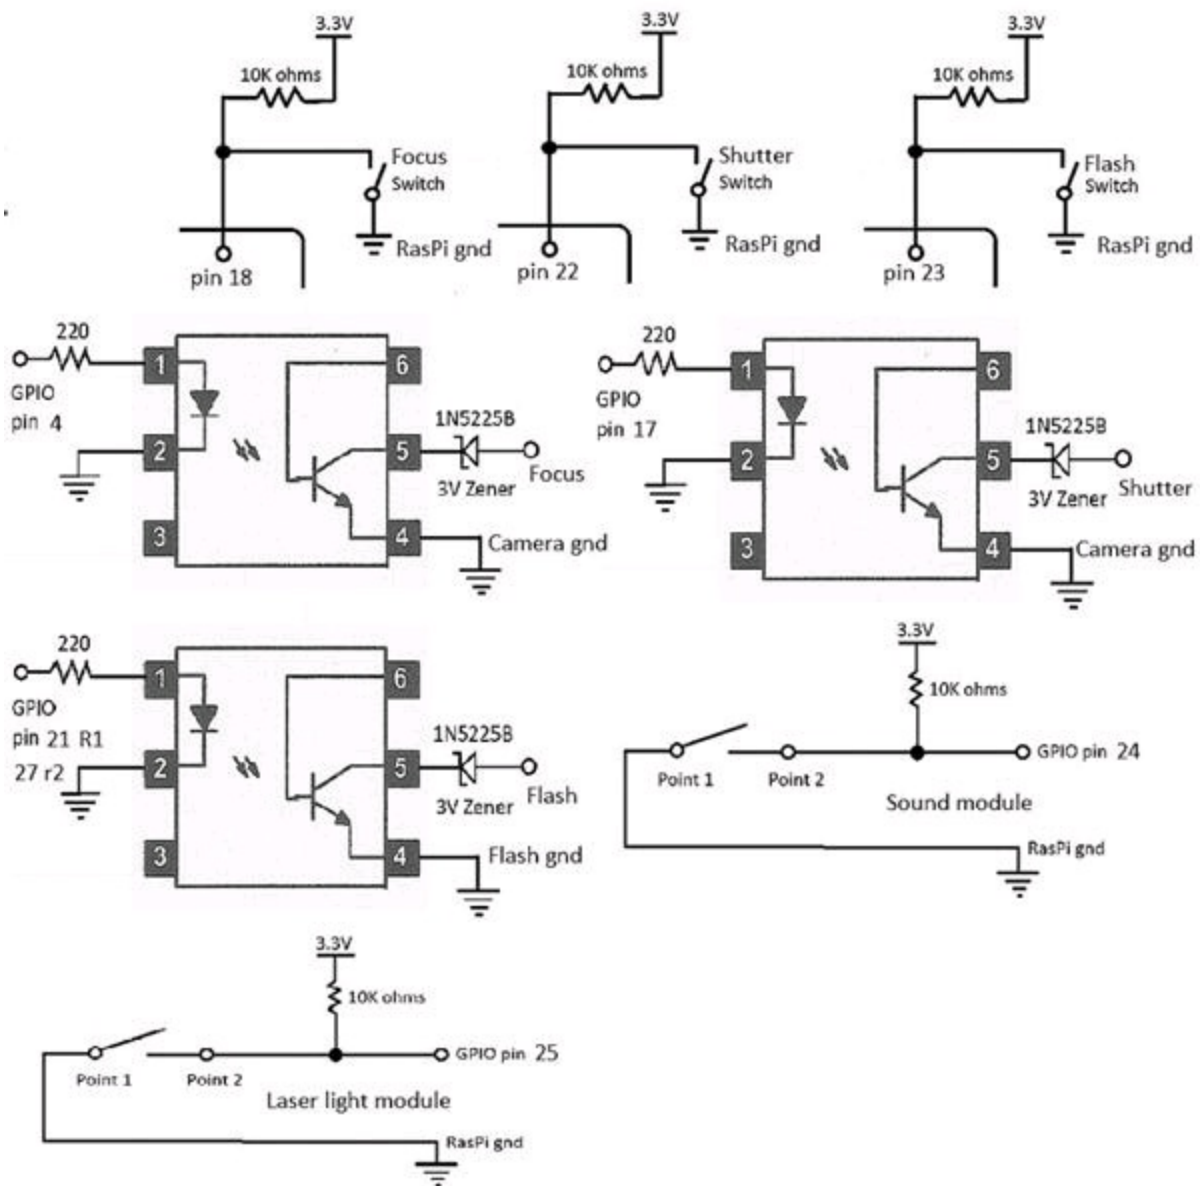 3.3V
10K ohms
Focus
Switch
RasPi gnd
pin 18
3.3V
10K ohms
Shutter
Switch
RasPi gnd
pin 22
3.3V
10K ohms
Flash
Switch
RasPi gnd
pin 23
220
1
6
GPIO
pin 4
1N5225B
2
5
Focus
3V Zener
3
4
Camera gnd
220
1
6
GPIO
pin 17
1N5225B
2
5
Shutter
3V Zener
3
4
Camera gnd
220
1
6
GPIO
pin 21 R1
27 r2
1N5225B
2
5
Flash
3V Zener
3
4
Flash gnd
3.3V
10K ohms
GPIO pin 24
Point 1
Point 2
Sound module
RasPi gnd
3.3V
10K ohms
GPIO pin 25
Point 1
Point 2
Laser light module
RasPi gnd